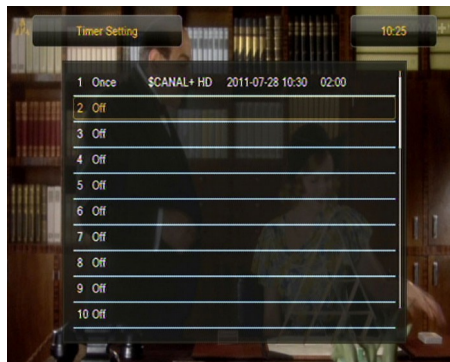 Timer Setting
10:25
1 Once $CANAL+ HD 2011-07-28 10:30 02:00
2 Off
3 Off
4 Off
5 Off
6 Off
7 Off
8 Off
9 Off
10 Off